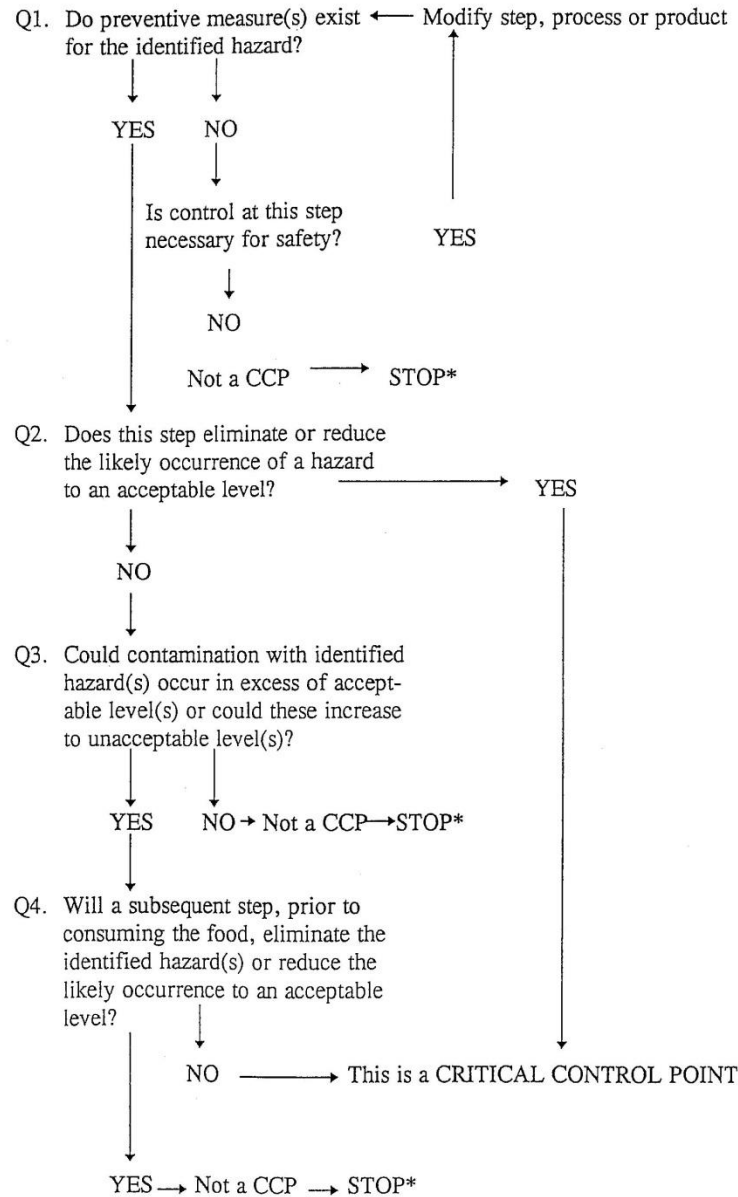 Q1. Do preventive measure(s) exist ← Modify step, process or product
for the identified hazard?
YES NO
Is control at this step
necessary for safety? YES
NO
Not a CCP → STOP*
Q2. Does this step eliminate or reduce
the likely occurrence of a hazard
to an acceptable level? → YES
NO
Q3. Could contamination with identified
hazard(s) occur in excess of accept-
able level(s) or could these increase
to unacceptable level(s)?
YES NO → Not a CCP → STOP*
Q4. Will a subsequent step, prior to
consuming the food, eliminate the
identified hazard(s) or reduce the
likely occurrence to an acceptable
level?
NO → This is a CRITICAL CONTROL POINT
YES → Not a CCP → STOP*